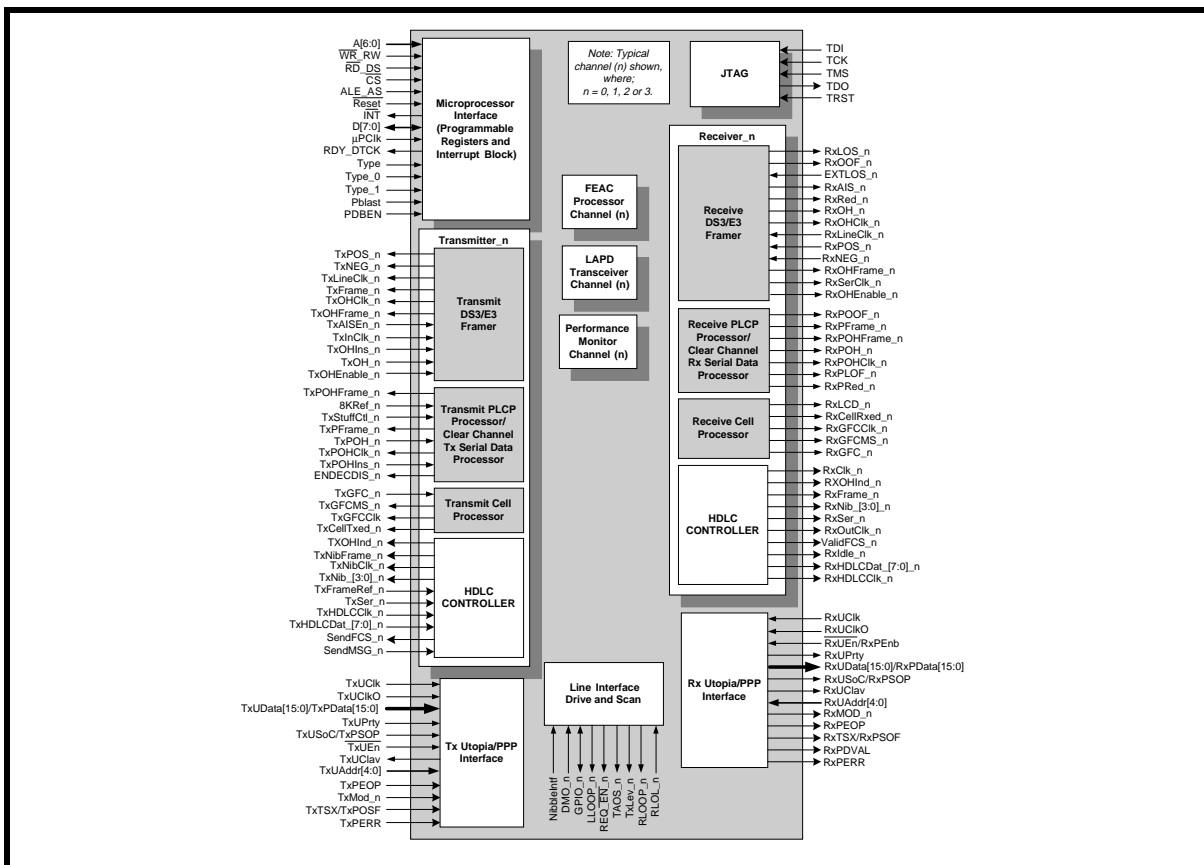 A[6:0]
WR_RW
RD_DS
CS
ALE_AS
Reset
INT
D[7:0]
µPClk
RDY_DTCK
Type
Type_0
Type_1
Pblast
PDBEN
Microprocessor
Interface
(Programmable
Registers and
Interrupt Block)
Note: Typical
channel (n) shown,
where;
n = 0, 1, 2 or 3.
JTAG
TDI
TCK
TMS
TDO
TRST
Transmitter_n
TxPOS_n
TxNEG_n
TxLineClk_n
TxFrame_n
TxOHClk_n
TxOHFrame_n
TxAISEn_n
TxInClk_n
TxOHIns_n
TxOH_n
TxOHEnable_n
Transmit
DS3/E3
Framer
TxPOHFrame_n
8KRef_n
TxStuffCtl_n
TxPFrame_n
TxPOH_n
TxPOHClk_n
TxPOHIns_n
ENDECDIS_n
Transmit PLCP
Processor/
Clear Channel
Tx Serial Data
Processor
TxGFC_n
TxGFCMS_n
TxGFCClk
TxCellTxed_n
Transmit Cell
Processor
TXOHInd_n
TxNibFrame_n
TxNibClk_n
TxNib_[3:0]_n
TxFrameRef_n
TxSer_n
TxHDLCClk_n
TxHDLCDat_[7:0]_n
SendFCS_n
SendMSG_n
HDLC
CONTROLLER
TxUClk
TxUClkO
TxUData[15:0]/TxPData[15:0]
TxUPrty
TxUSoC/TxPSOP
TxUEn
TxUClav
TxUAddr[4:0]
TxPEOP
TxMod_n
TxTSX/TxPOSF
TxPERR
Tx Utopia/PPP
Interface
FEAC
Processor
Channel (n)
LAPD
Transceiver
Channel (n)
Performance
Monitor
Channel (n)
Line Interface
Drive and Scan
NibbleIntf
DMO_n
GPIO_n
LLOOP_n
REQ_EN_n
TAOS_n
TxLev_n
RLOOP_n
RLOL_n
Receiver_n
Receive
DS3/E3
Framer
RxLOS_n
RxOOF_n
EXTLOS_n
RxAIS_n
RxRed_n
RxOH_n
RxOHClk_n
RxLineClk_n
RxPOS_n
RxNEG_n
RxOHFrame_n
RxSerClk_n
RxOHEnable_n
Receive PLCP
Processor/
Clear Channel
Rx Serial Data
Processor
RxPOOF_n
RxPFrame_n
RxPOHFrame_n
RxPOH_n
RxPOHClk_n
RxPLOF_n
RxPRed_n
Receive Cell
Processor
RxLCD_n
RxCellRxed_n
RxGFCClk_n
RxGFCMS_n
RxGFC_n
HDLC
CONTROLLER
RxClk_n
RXOHInd_n
RxFrame_n
RxNib_[3:0]_n
RxSer_n
RxOutClk_n
ValidFCS_n
RxIdle_n
RxHDLCDat_[7:0]_n
RxHDLCClk_n
Rx Utopia/PPP
Interface
RxUClk
RxUClkO
RxUEn/RxPEnb
RxUPrty
RxUData[15:0]/RxPData[15:0]
RxUSoC/RxPSOP
RxUClav
RxUAddr[4:0]
RxMOD_n
RxPEOP
RxTSX/RxPSOF
RxPDVAL
RxPERR